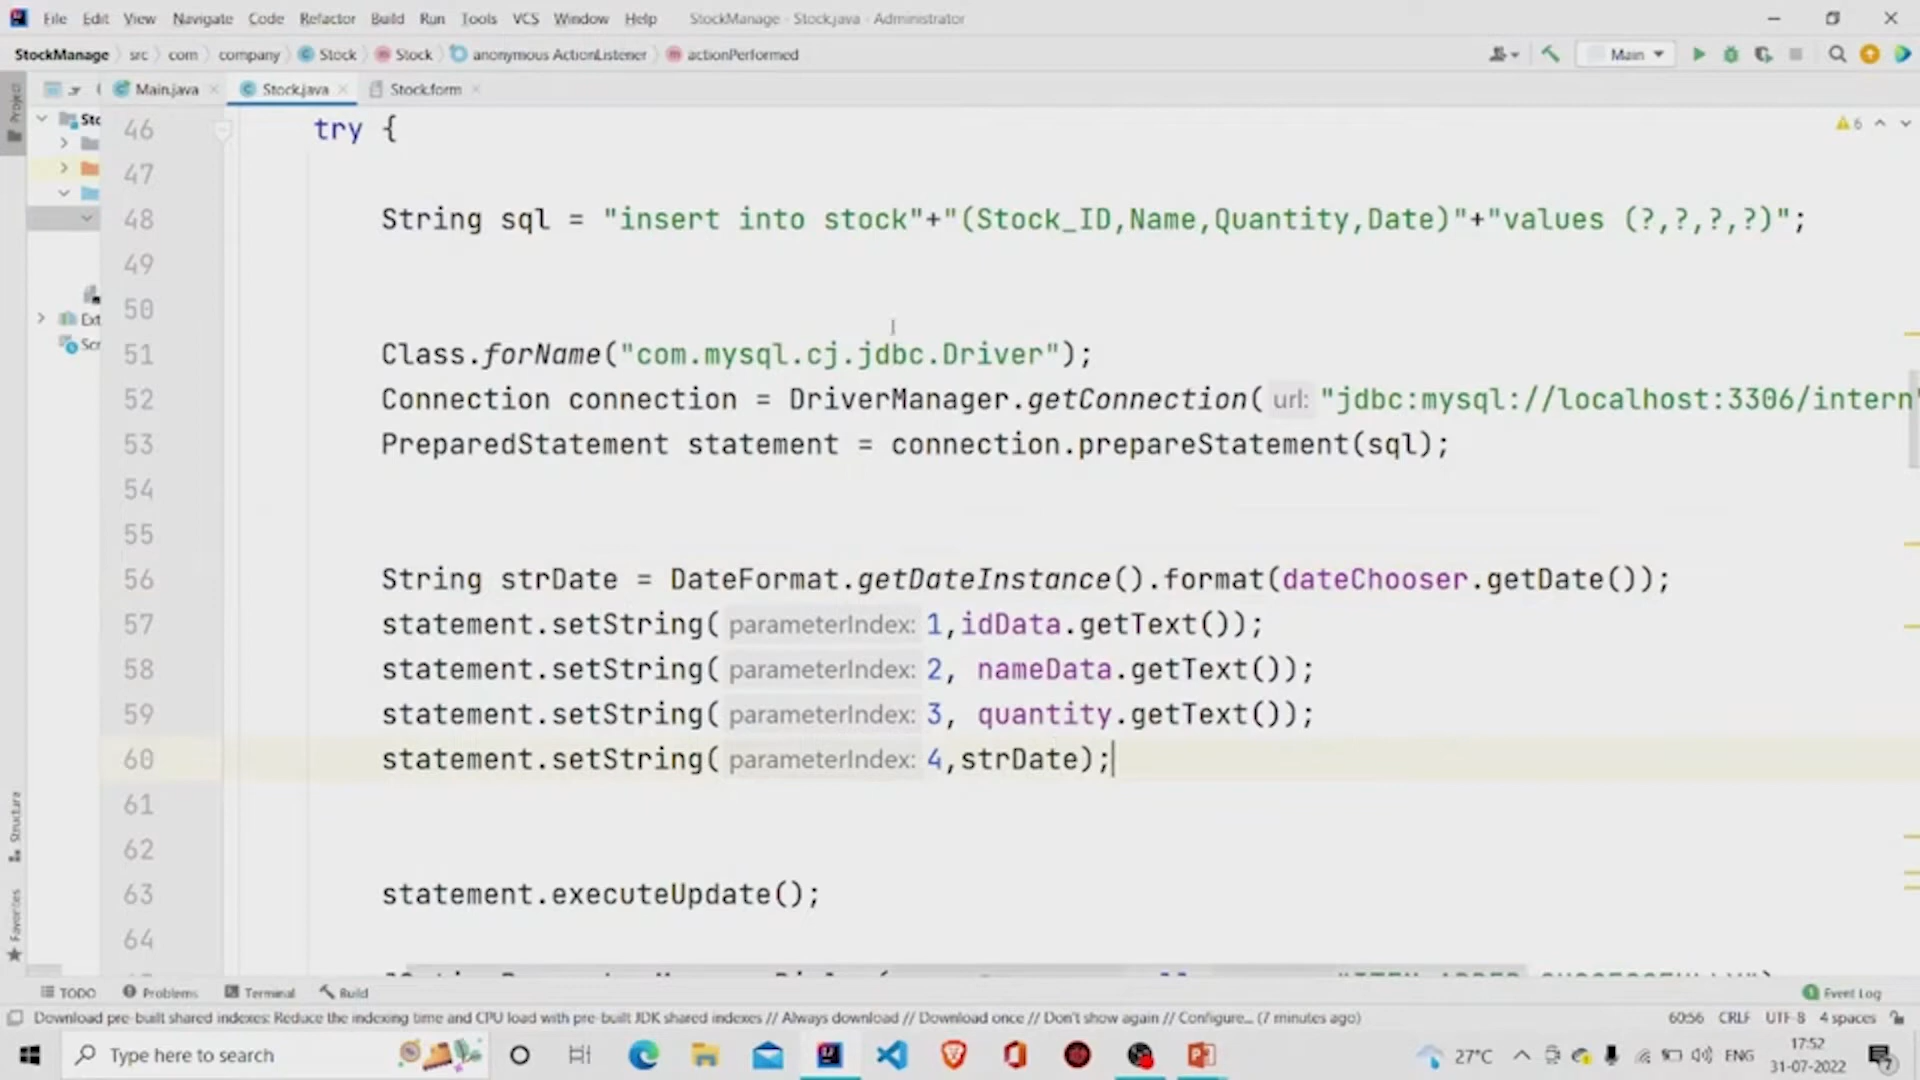 File Edit View Navigate Code Refactor Build Run Tools VCS Window Help StockManage - Stock.java - Administrator
StockManage src com company Stock Stock anonymous ActionListener actionPerformed Main
Project
Main.java Stock.java Stock.form
Stc
Ext
Scr
6
46 try {
47
48 String sql = "insert into stock"+"(Stock_ID,Name,Quantity,Date)"+"values (?,?,?,?)";
49
50
51 Class.forName("com.mysql.cj.jdbc.Driver");
52 Connection connection = DriverManager.getConnection( url: "jdbc:mysql://localhost:3306/intern"
53 PreparedStatement statement = connection.prepareStatement(sql);
54
55
56 String strDate = DateFormat.getDateInstance().format(dateChooser.getDate());
57 statement.setString( parameterIndex: 1,idData.getText());
58 statement.setString( parameterIndex: 2, nameData.getText());
59 statement.setString( parameterIndex: 3, quantity.getText());
60 statement.setString( parameterIndex: 4,strDate);
61
62
63 statement.executeUpdate();
64
Structure
Favorites
TODO Problems Terminal Build Event Log
Download pre-built shared indexes: Reduce the indexing time and CPU load with pre-built JDK shared indexes // Always download // Download once // Don't show again // Configure... (7 minutes ago) 60:56 CRLF UTF-8 4 spaces
Type here to search 27°C ENG 17:52
31-07-2022 7